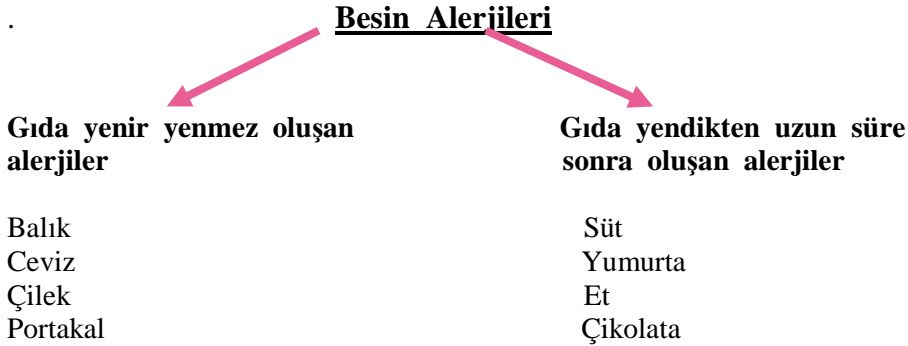 . Besin Alerjileri
Gıda yenir yenmez oluşan
alerjiler
Gıda yendikten uzun süre
sonra oluşan alerjiler
Balık
Ceviz
Çilek
Portakal
Süt
Yumurta
Et
Çikolata